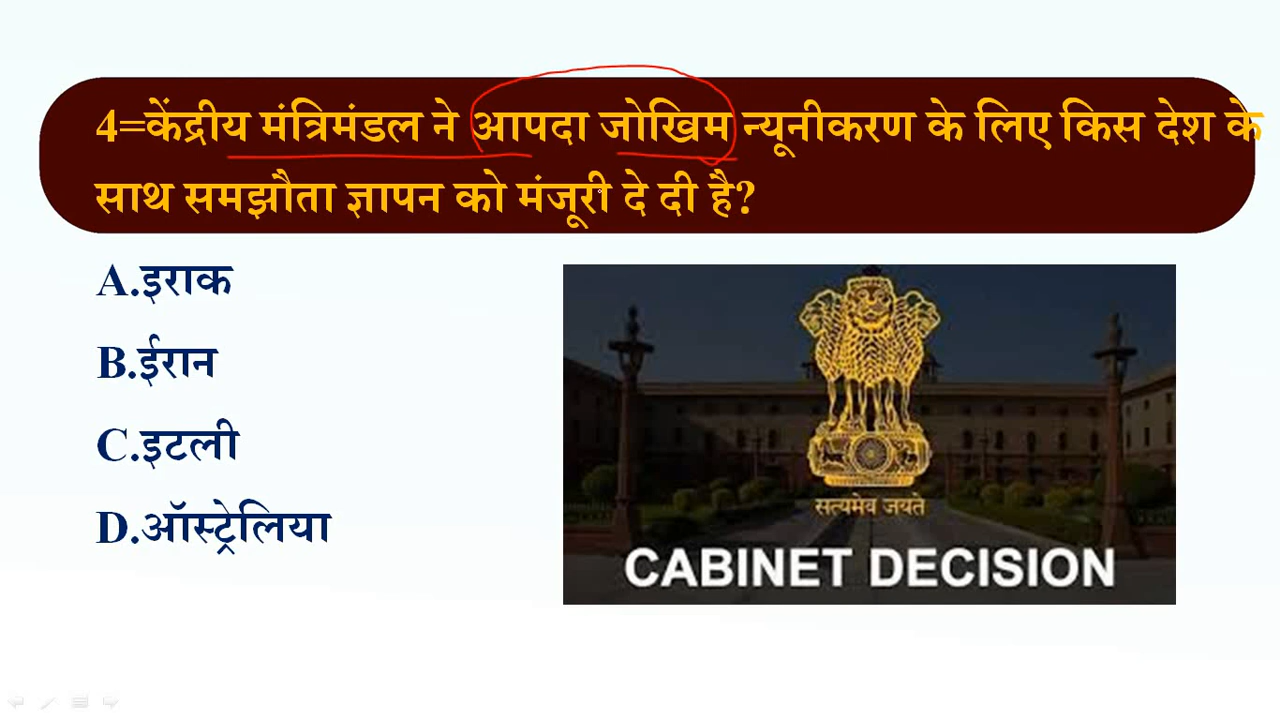 4=केंद्रीय मंत्रिमंडल ने आपदा जोखिम न्यूनीकरण के लिए किस देश के
साथ समझौता ज्ञापन को मंजूरी दे दी है?
A.इराक
B.ईरान
C.इटली
D.ऑस्ट्रेलिया
सत्यमेव जयते
CABINET DECISION